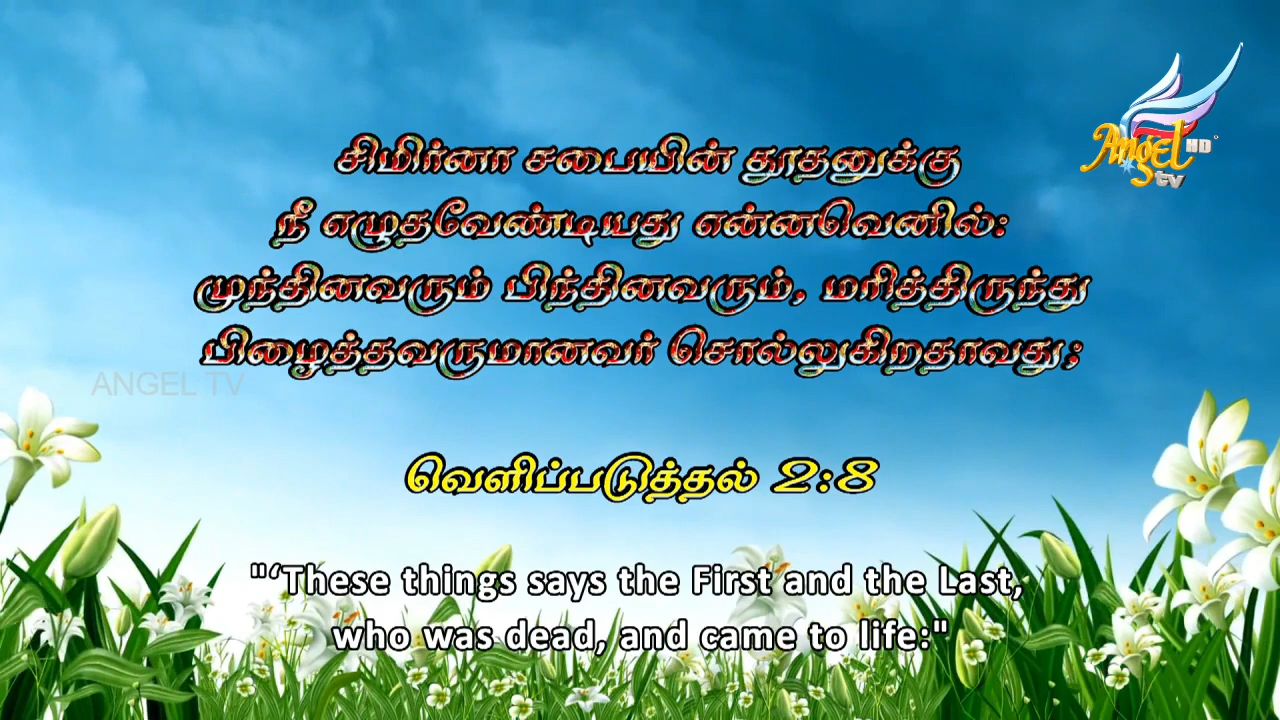 Angel HD
tv
சிமிர்னா சபையின் தூதனுக்கு
நீ எழுதவேண்டியது என்னவெனில்:
முந்தினவரும் பிந்தினவரும், மரித்திருந்து
பிழைத்தவருமானவர் சொல்லுகிறதாவது;
ANGEL TV
வெளிப்படுத்தல் 2:8
"‘These things says the First and the Last,
who was dead, and came to life:"